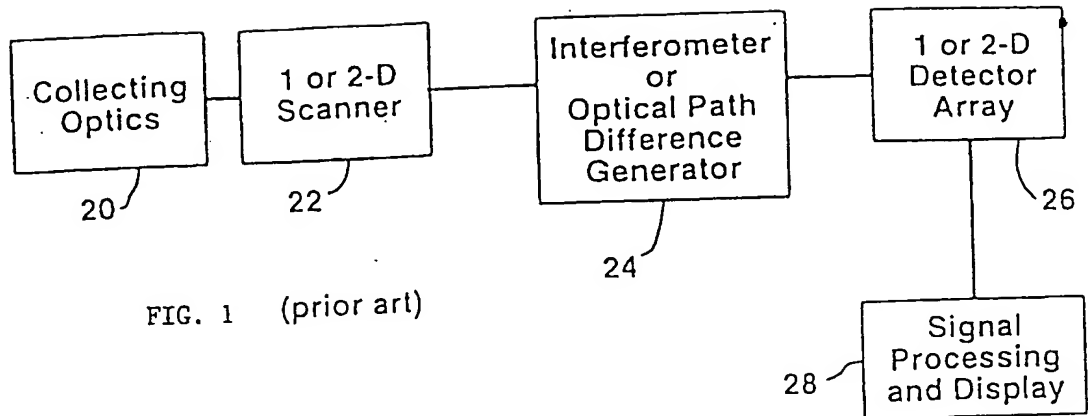 Collecting
Optics
20
1 or 2-D
Scanner
22
Interferometer
or
Optical Path
Difference
Generator
24
1 or 2-D
Detector
Array
26
Signal
Processing
and Display
28
FIG. 1 (prior art)